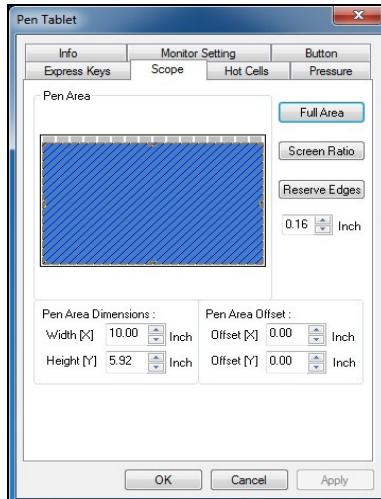 Pen Tablet
Info Monitor Setting Button
Express Keys Scope Hot Cells Pressure
Pen Area
Full Area
Screen Ratio
Reserve Edges
0.16 Inch
Pen Area Dimensions : Pen Area Offset :
Width [X] 10.00 Inch Offset [X] 0.00 Inch
Height [Y] 5.92 Inch Offset [Y] 0.00 Inch
OK Cancel Apply